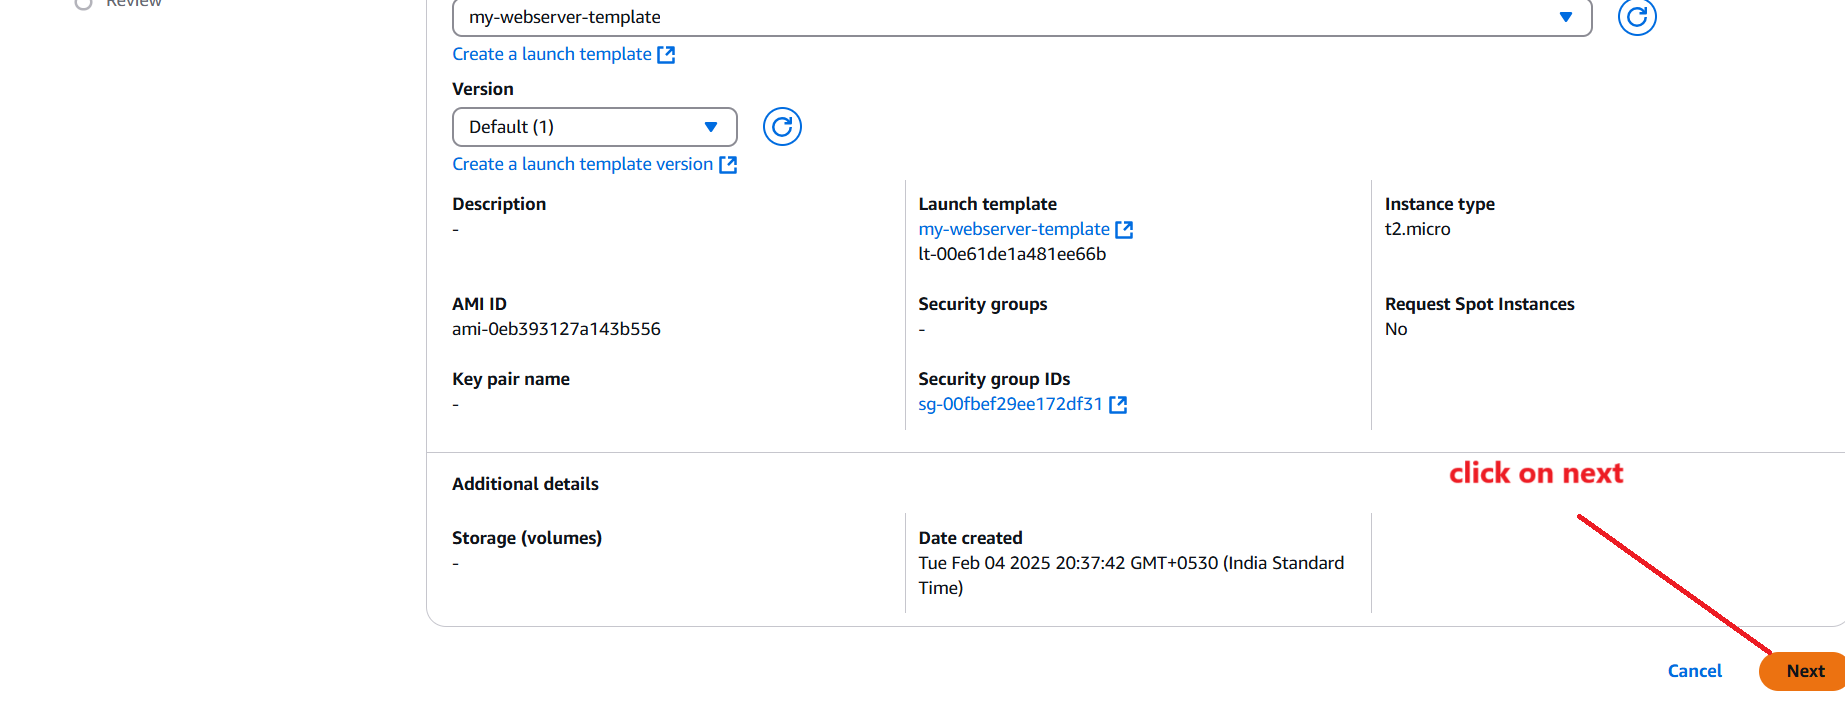 Review
my-webserver-template
Create a launch template
Version
Default (1)
Create a launch template version
Description
-
Launch template
my-webserver-template
lt-00e61de1a481ee66b
Instance type
t2.micro
AMI ID
ami-0eb393127a143b556
Security groups
-
Request Spot Instances
No
Key pair name
-
Security group IDs
sg-00fbef29ee172df31
click on next
Additional details
Storage (volumes)
-
Date created
Tue Feb 04 2025 20:37:42 GMT+0530 (India Standard
Time)
Cancel
Next